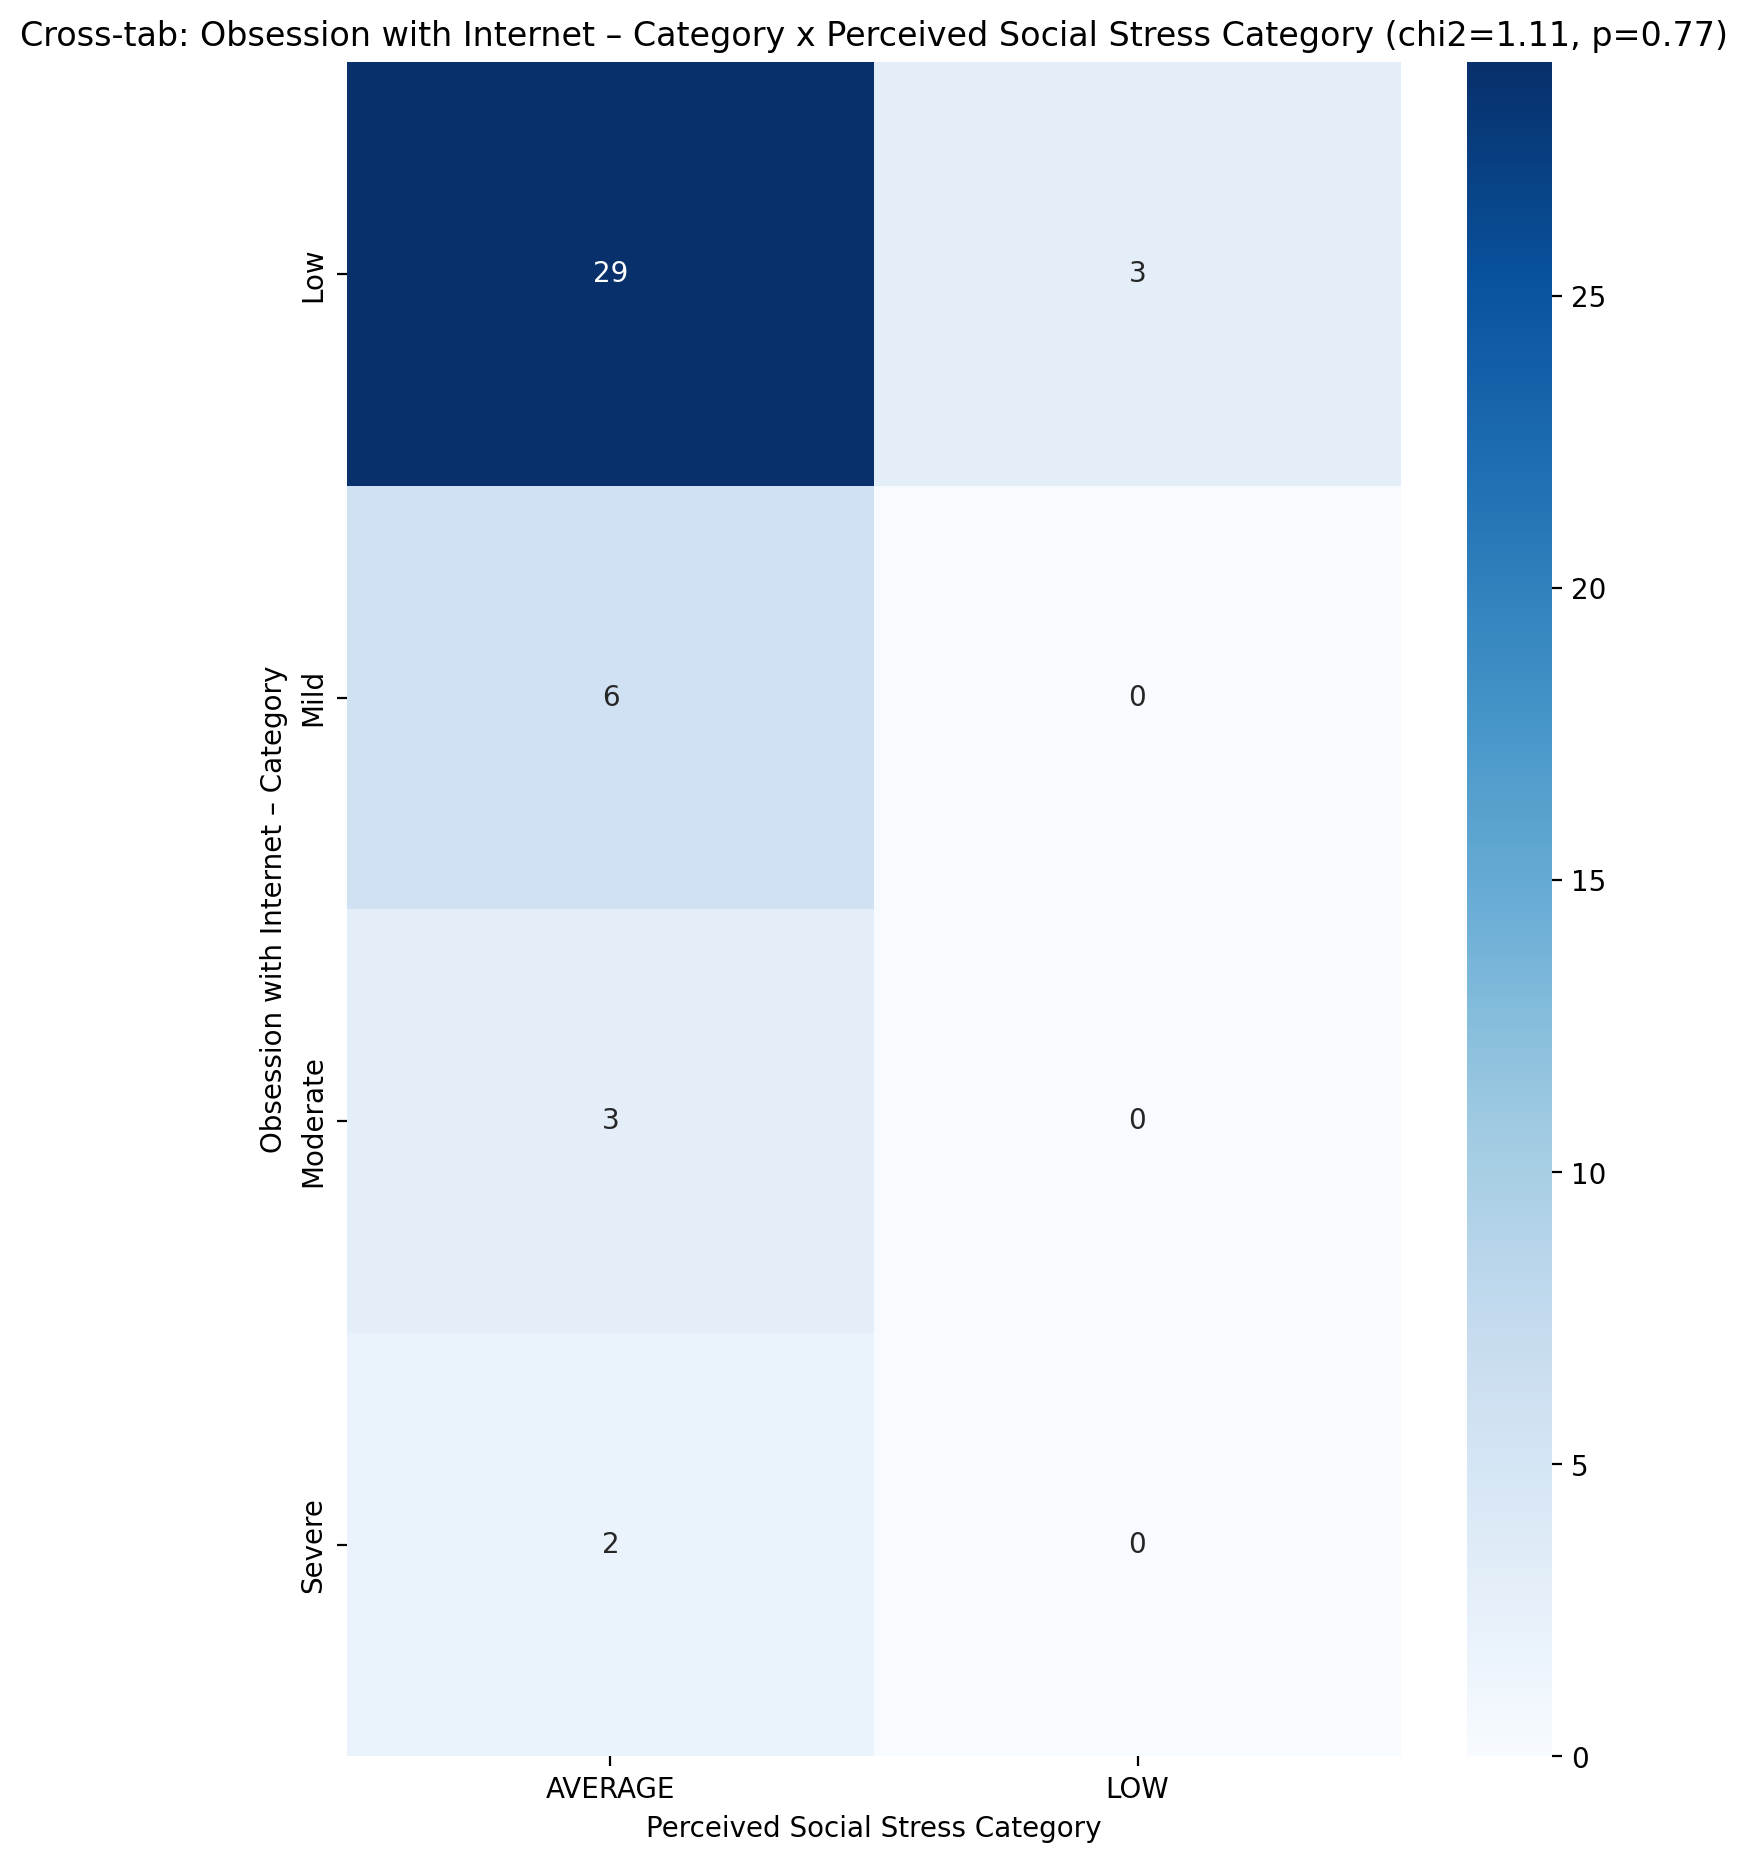 Cross-tab: Obsession with Internet – Category x Perceived Social Stress Category (chi2=1.11, p=0.77)
Obsession with Internet – Category
Low
29
3
Mild
6
0
Moderate
3
0
Severe
2
0
AVERAGE
LOW
Perceived Social Stress Category
25
20
15
10
5
0